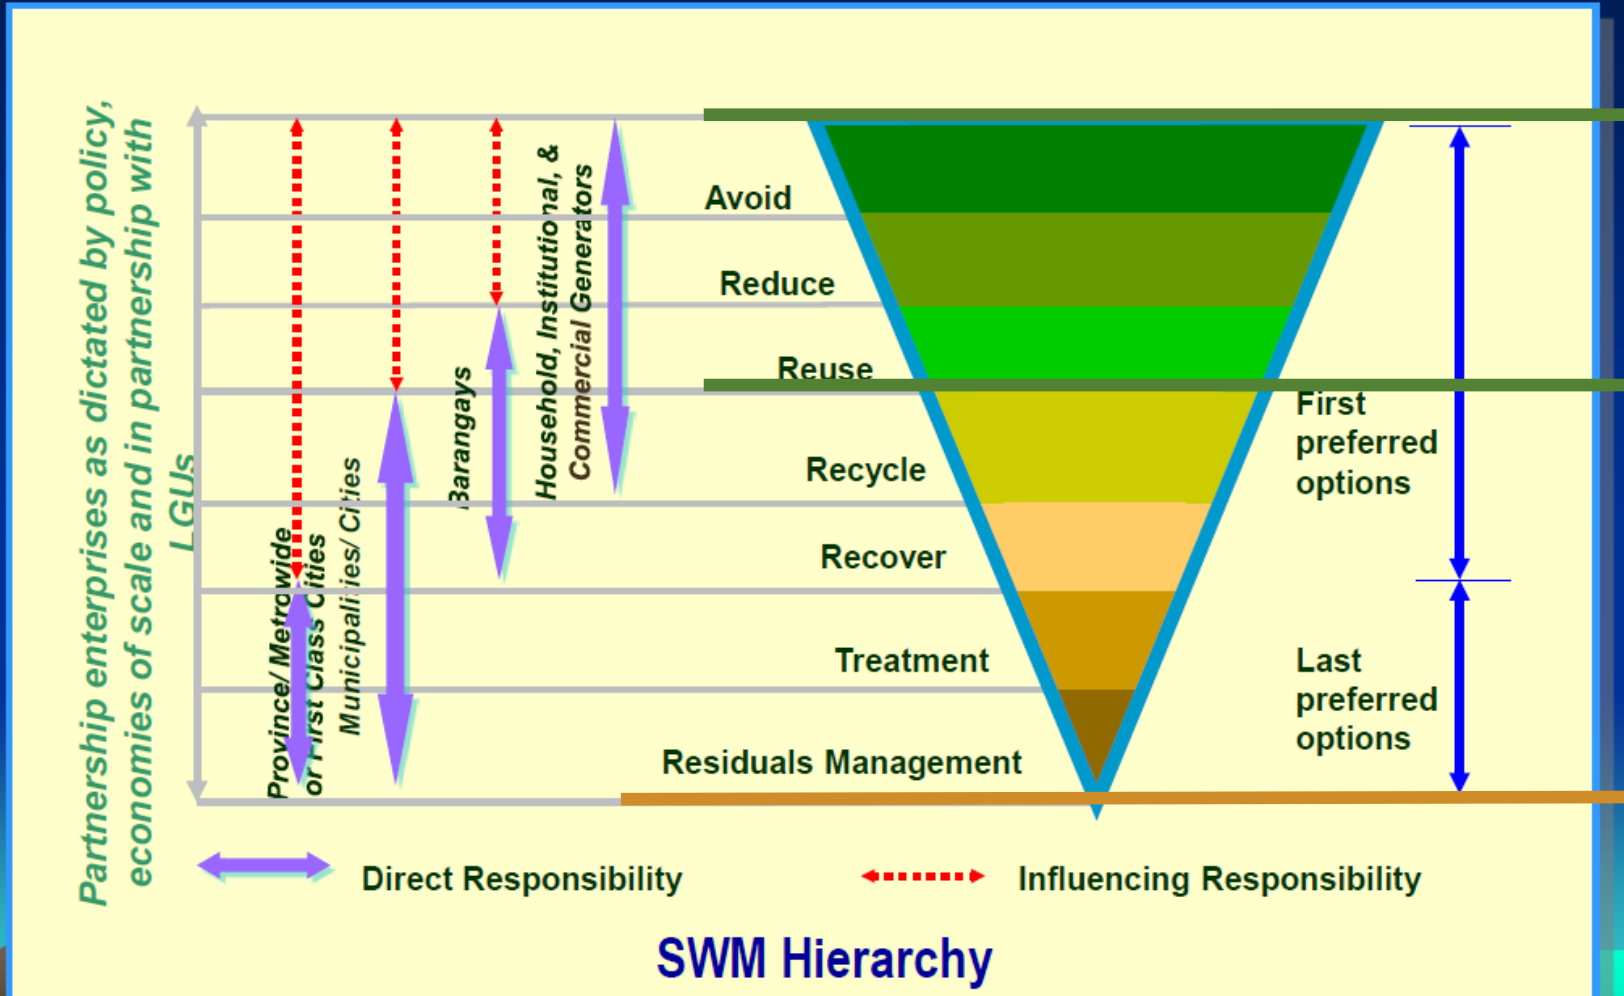 Partnership enterprises as dictated by policy,
economies of scale and in partnership with
LGUs
Province/ Metrowide
or First Class Cities
Municipalities/ Cities
Barangays
Household, Institutional, &
Commercial Generators
Avoid
Reduce
Reuse
Recycle
Recover
Treatment
Residuals Management
First
preferred
options
Last
preferred
options
Direct Responsibility
Influencing Responsibility
SWM Hierarchy